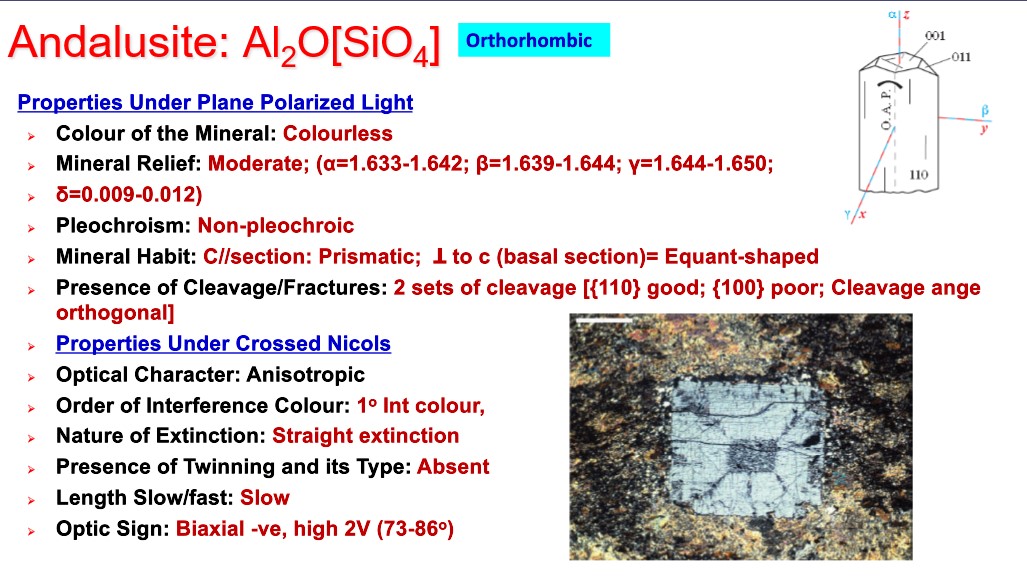 Andalusite: Al₂O[SiO₄]
Orthorhombic
Properties Under Plane Polarized Light
➢ Colour of the Mineral: Colourless
➢ Mineral Relief: Moderate; (α=1.633-1.642; β=1.639-1.644; γ=1.644-1.650;
➢ δ=0.009-0.012)
➢ Pleochroism: Non-pleochroic
➢ Mineral Habit: C//section: Prismatic; ⊥ to c (basal section)= Equant-shaped
➢ Presence of Cleavage/Fractures: 2 sets of cleavage [{110} good; {100} poor; Cleavage ange
orthogonal]
➢ Properties Under Crossed Nicols
➢ Optical Character: Anisotropic
➢ Order of Interference Colour: 1º Int colour,
➢ Nature of Extinction: Straight extinction
➢ Presence of Twinning and its Type: Absent
➢ Length Slow/fast: Slow
➢ Optic Sign: Biaxial -ve, high 2V (73-86º)
α z
001
011
O.A.P.
β
y
110
γ x